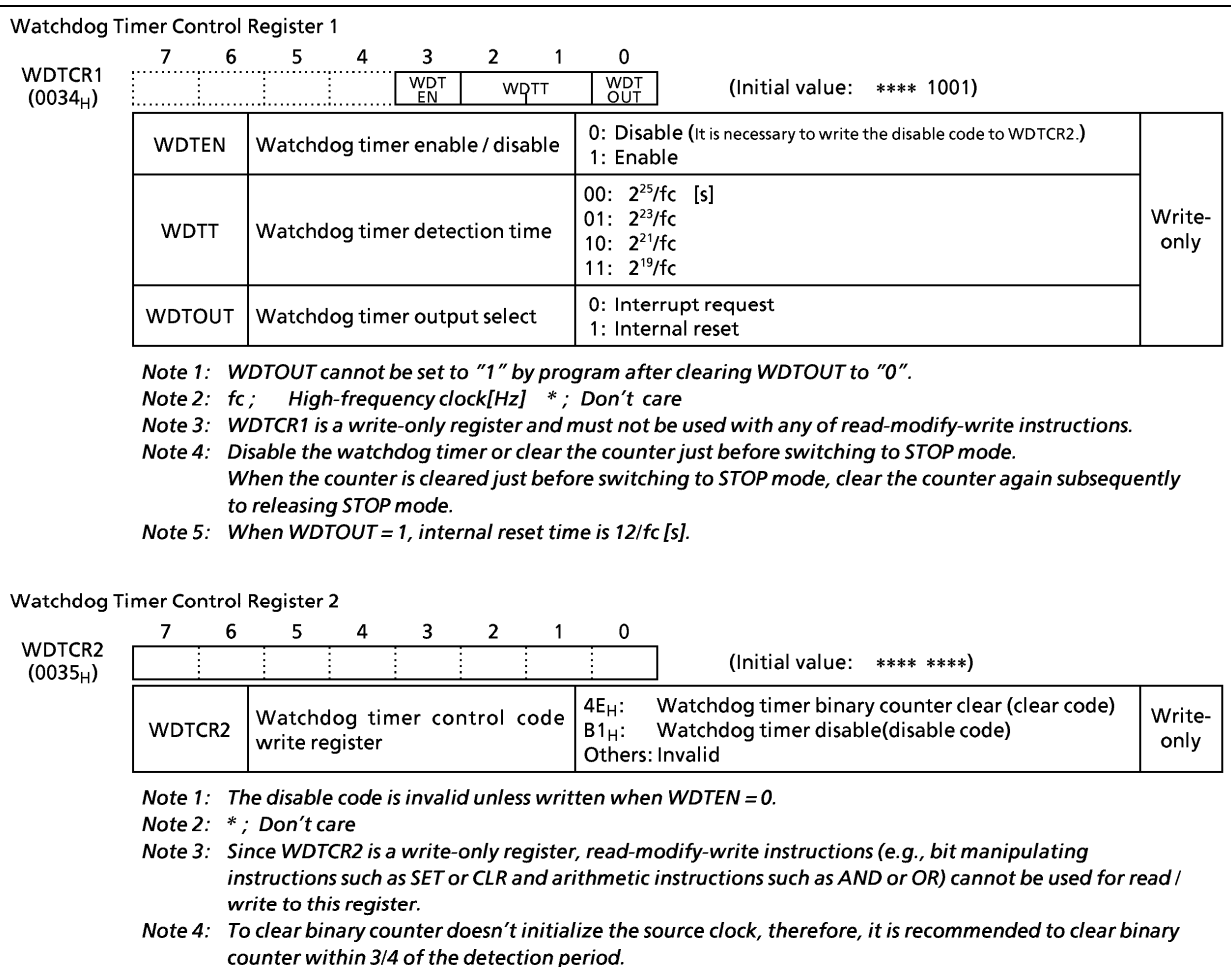 Watchdog Timer Control Register 1
7 6 5 4 3 2 1 0
WDTCR1
(0034H)
WDT EN
WDTT
WDT OUT
(Initial value: **** 1001)
WDTEN
Watchdog timer enable / disable
0: Disable (It is necessary to write the disable code to WDTCR2.)
1: Enable
WDTT
Watchdog timer detection time
00: 2²⁵/fc [s]
01: 2²³/fc
10: 2²¹/fc
11: 2¹⁹/fc
WDTOUT
Watchdog timer output select
0: Interrupt request
1: Internal reset
Write-
only
Note 1: WDTOUT cannot be set to "1" by program after clearing WDTOUT to "0".
Note 2: fc ; High-frequency clock[Hz] * ; Don't care
Note 3: WDTCR1 is a write-only register and must not be used with any of read-modify-write instructions.
Note 4: Disable the watchdog timer or clear the counter just before switching to STOP mode.
When the counter is cleared just before switching to STOP mode, clear the counter again subsequently
to releasing STOP mode.
Note 5: When WDTOUT = 1, internal reset time is 12/fc [s].
Watchdog Timer Control Register 2
7 6 5 4 3 2 1 0
WDTCR2
(0035H)
(Initial value: **** ****)
WDTCR2
Watchdog timer control code
write register
4EH: Watchdog timer binary counter clear (clear code)
B1H: Watchdog timer disable(disable code)
Others: Invalid
Write-
only
Note 1: The disable code is invalid unless written when WDTEN = 0.
Note 2: * ; Don't care
Note 3: Since WDTCR2 is a write-only register, read-modify-write instructions (e.g., bit manipulating
instructions such as SET or CLR and arithmetic instructions such as AND or OR) cannot be used for read /
write to this register.
Note 4: To clear binary counter doesn't initialize the source clock, therefore, it is recommended to clear binary
counter within 3/4 of the detection period.